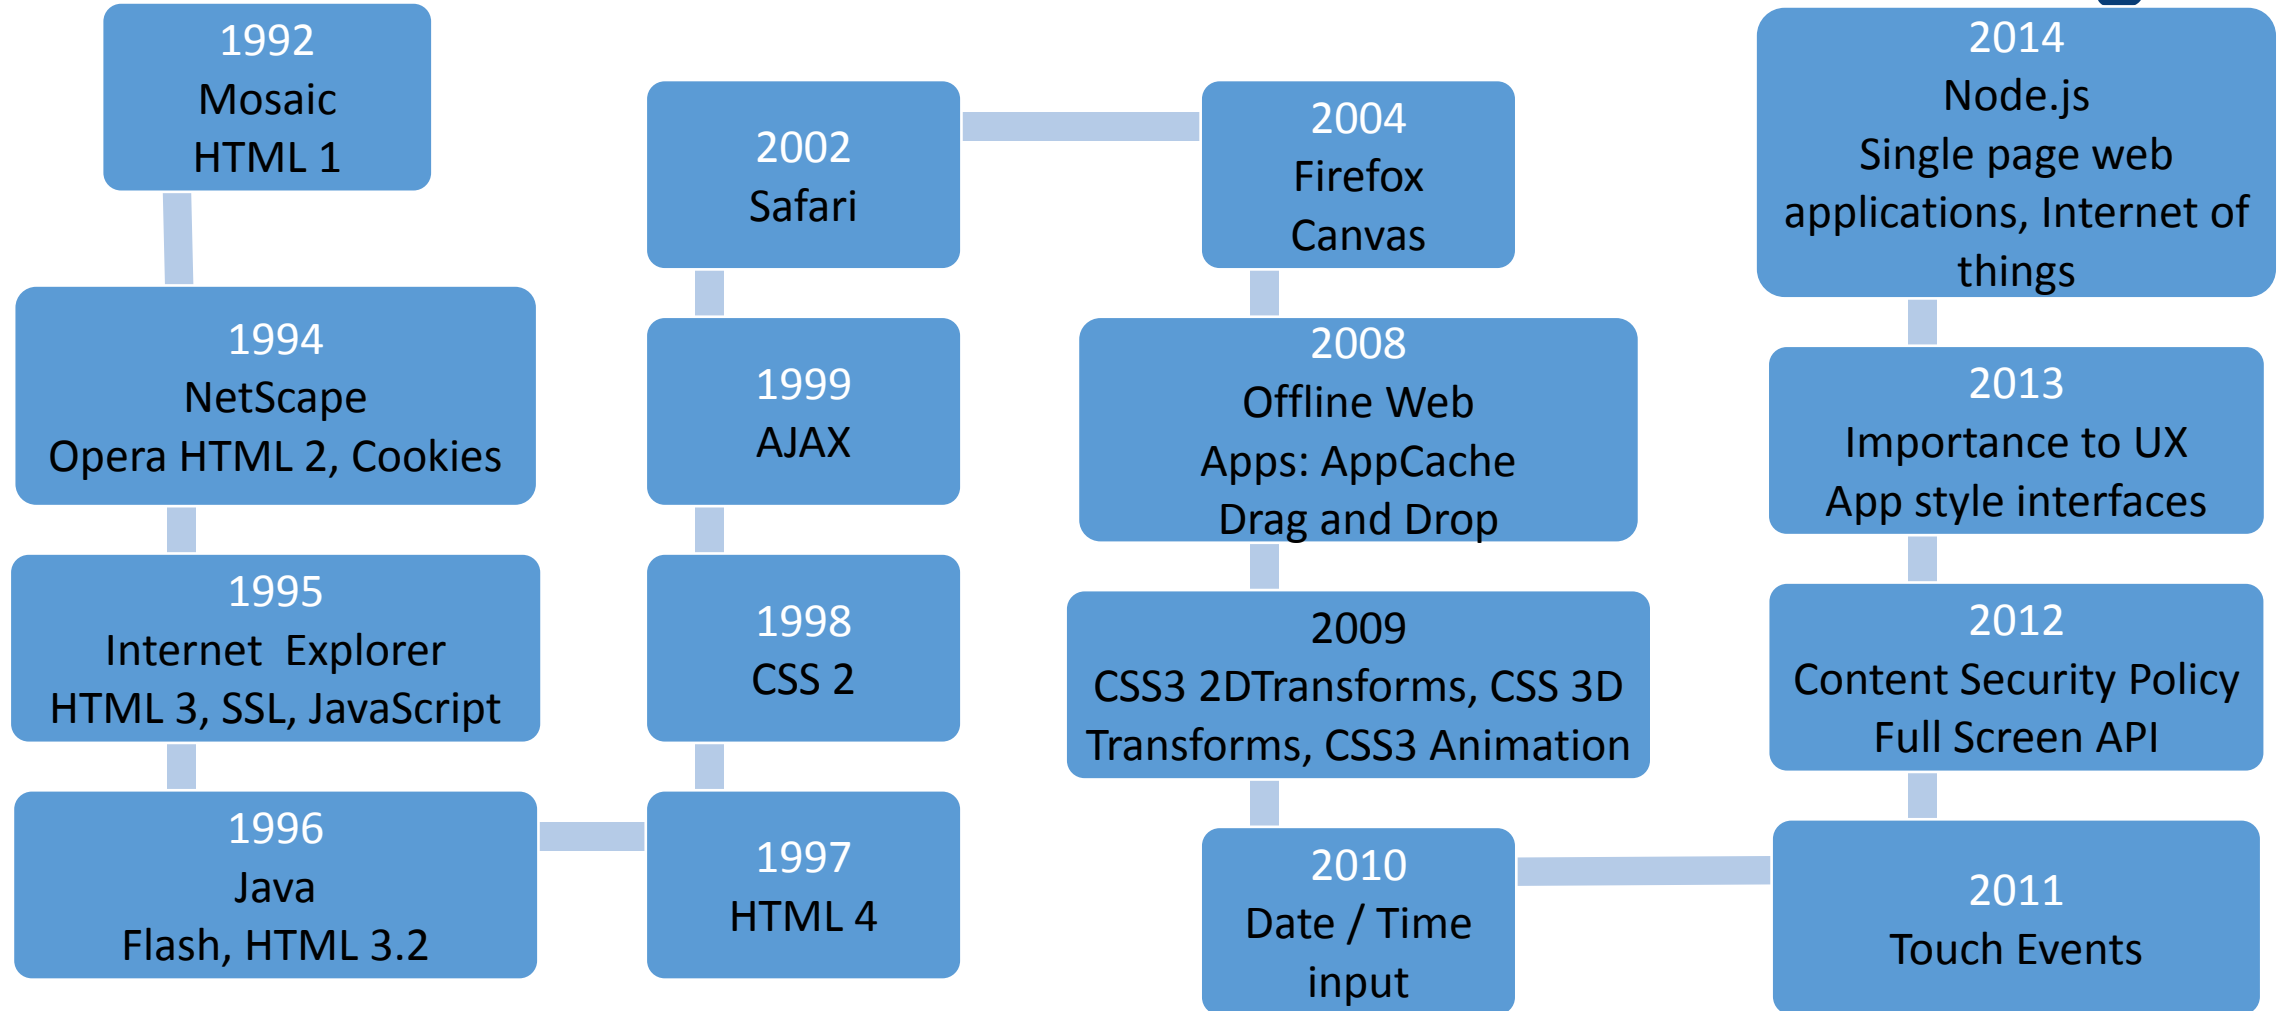 1992
Mosaic
HTML 1
1994
NetScape
Opera HTML 2, Cookies
1995
Internet  Explorer
HTML 3, SSL, JavaScript
1996
Java
Flash, HTML 3.2
1997
HTML 4
1998
CSS 2
1999
AJAX
2002
Safari
2004
Firefox
Canvas
2008
Offline Web
Apps: AppCache
Drag and Drop
2009
CSS3 2DTransforms, CSS 3D
Transforms, CSS3 Animation
2010
Date / Time
input
2011
Touch Events
2012
Content Security Policy
Full Screen API
2013
Importance to UX
App style interfaces
2014
Node.js
Single page web
applications, Internet of
things